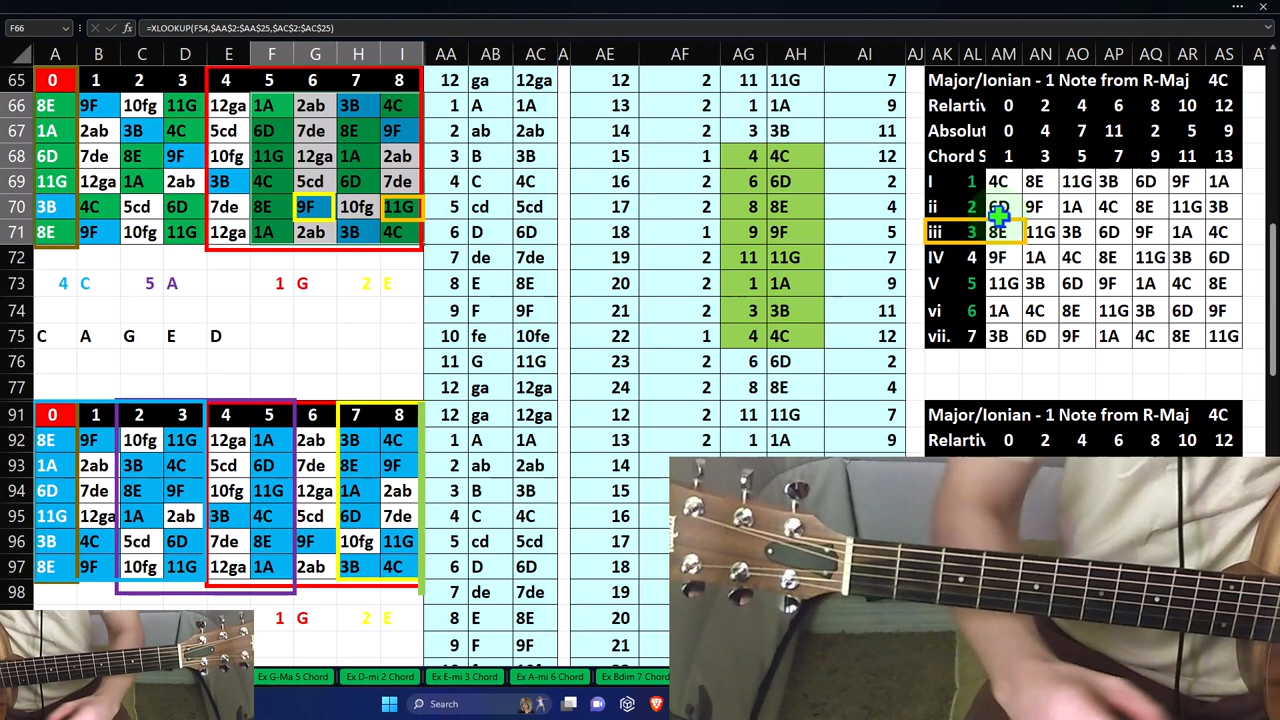 F66 fx =XLOOKUP(F54,$AA$2:$AA$25,$AC$2:$AC$25)
A B C D E F G H I AA AB AC A AE AF AG AH AI AJ AK AL AM AN AO AP AQ AR AS
65 0 1 2 3 4 5 6 7 8 12 ga 12ga 12 2 11 11G 7 Major/Ionian - 1 Note from R-Maj 4C
66 8E 9F 10fg 11G 12ga 1A 2ab 3B 4C 1 A 1A 13 2 1 1A 9 Relartiv 0 2 4 6 8 10 12
67 1A 2ab 3B 4C 5cd 6D 7de 8E 9F 2 ab 2ab 14 2 3 3B 11 Absolut 0 4 7 11 2 5 9
68 6D 7de 8E 9F 10fg 11G 12ga 1A 2ab 3 B 3B 15 1 4 4C 12 Chord S 1 3 5 7 9 11 13
69 11G 12ga 1A 2ab 3B 4C 5cd 6D 7de 4 C 4C 16 2 6 6D 2 I 1 4C 8E 11G 3B 6D 9F 1A
70 3B 4C 5cd 6D 7de 8E 9F 10fg 11G 5 cd 5cd 17 2 8 8E 4 ii 2 6D 9F 1A 4C 8E 11G 3B
71 8E 9F 10fg 11G 12ga 1A 2ab 3B 4C 6 D 6D 18 1 9 9F 5 iii 3 8E 11G 3B 6D 9F 1A 4C
72 7 de 7de 19 2 11 11G 7 IV 4 9F 1A 4C 8E 11G 3B 6D
73 4 C 5 A 1 G 2 E 8 E 8E 20 2 1 1A 9 V 5 11G 3B 6D 9F 1A 4C 8E
74 9 F 9F 21 2 3 3B 11 vi 6 1A 4C 8E 11G 3B 6D 9F
75 C A G E D 10 fe 10fe 22 1 4 4C 12 vii. 7 3B 6D 9F 1A 4C 8E 11G
76 11 G 11G 23 2 6 6D 2
77 12 ga 12ga 24 2 8 8E 4
91 0 1 2 3 4 5 6 7 8 12 ga 12ga 12 2 11 11G 7 Major/Ionian - 1 Note from R-Maj 4C
92 8E 9F 10fg 11G 12ga 1A 2ab 3B 4C 1 A 1A 13 2 1 1A 9 Relartiv 0 2 4 6 8 10 12
93 1A 2ab 3B 4C 5cd 6D 7de 8E 9F 2 ab 2ab 14
94 6D 7de 8E 9F 10fg 11G 12ga 1A 2ab 3 B 3B 15
95 11G 12ga 1A 2ab 3B 4C 5cd 6D 7de 4 C 4C 16
96 3B 4C 5cd 6D 7de 8E 9F 10fg 11G 5 cd 5cd 17
97 8E 9F 10fg 11G 12ga 1A 2ab 3B 4C 6 D 6D 18
98 7 de 7de 19
1 G 2 E 8 E 8E 20
9 F 9F 21
Ex G-Ma 5 Chord Ex D-mi 2 Chord Ex E-mi 3 Chord Ex A-mi 6 Chord Ex Bdim 7 Chord
Search